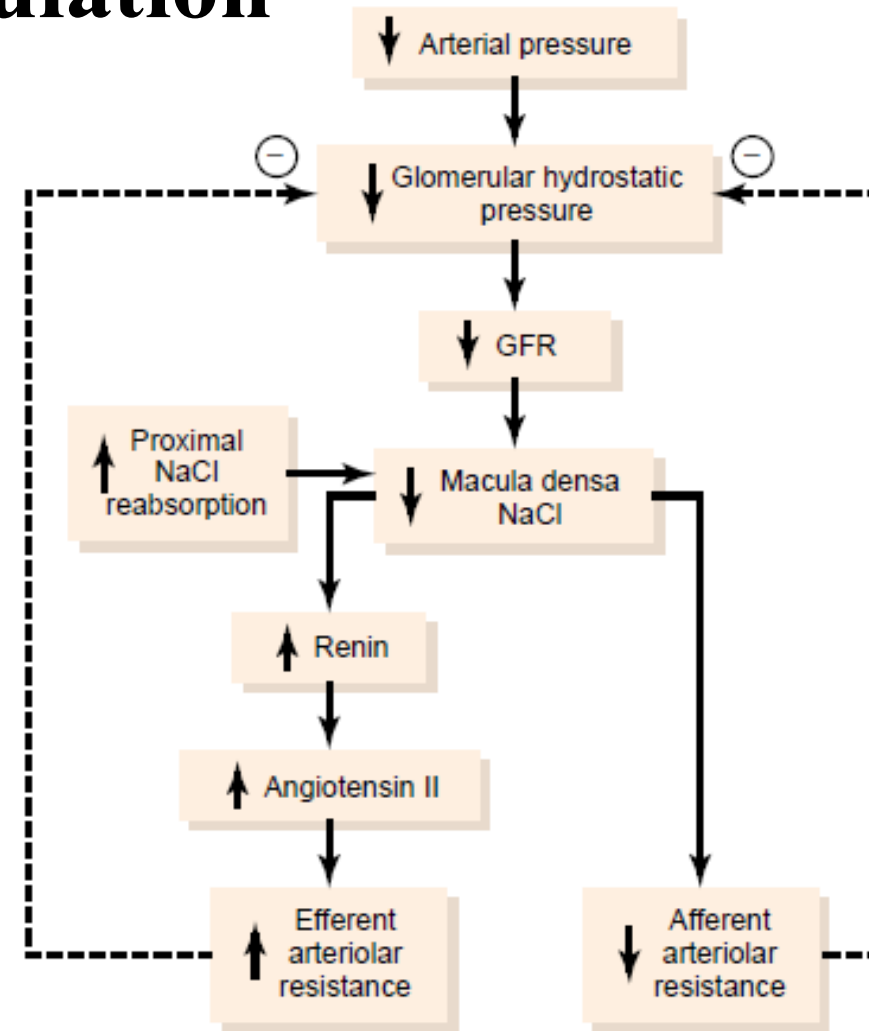 ↓ Arterial pressure
− −
↓ Glomerular hydrostatic
pressure
↓ GFR
↑ Proximal
NaCl
reabsorption
↓ Macula densa
NaCl
↑ Renin
↑ Angiotensin II
↑ Efferent
arteriolar
resistance
↓ Afferent
arteriolar
resistance